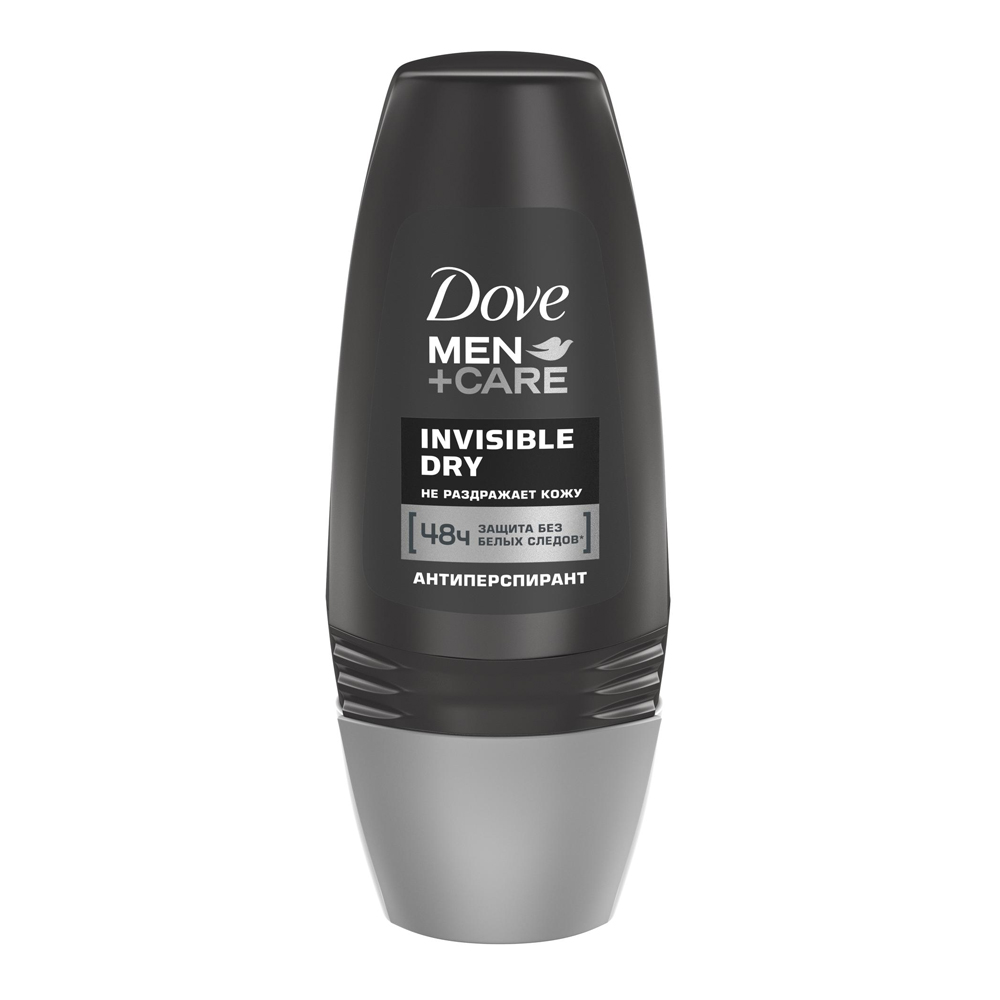 Dove
MEN
+CARE
INVISIBLE
DRY
НЕ РАЗДРАЖАЕТ КОЖУ
[48ч ЗАЩИТА БЕЗ
БЕЛЫХ СЛЕДОВ*]
АНТИПЕРСПИРАНТ